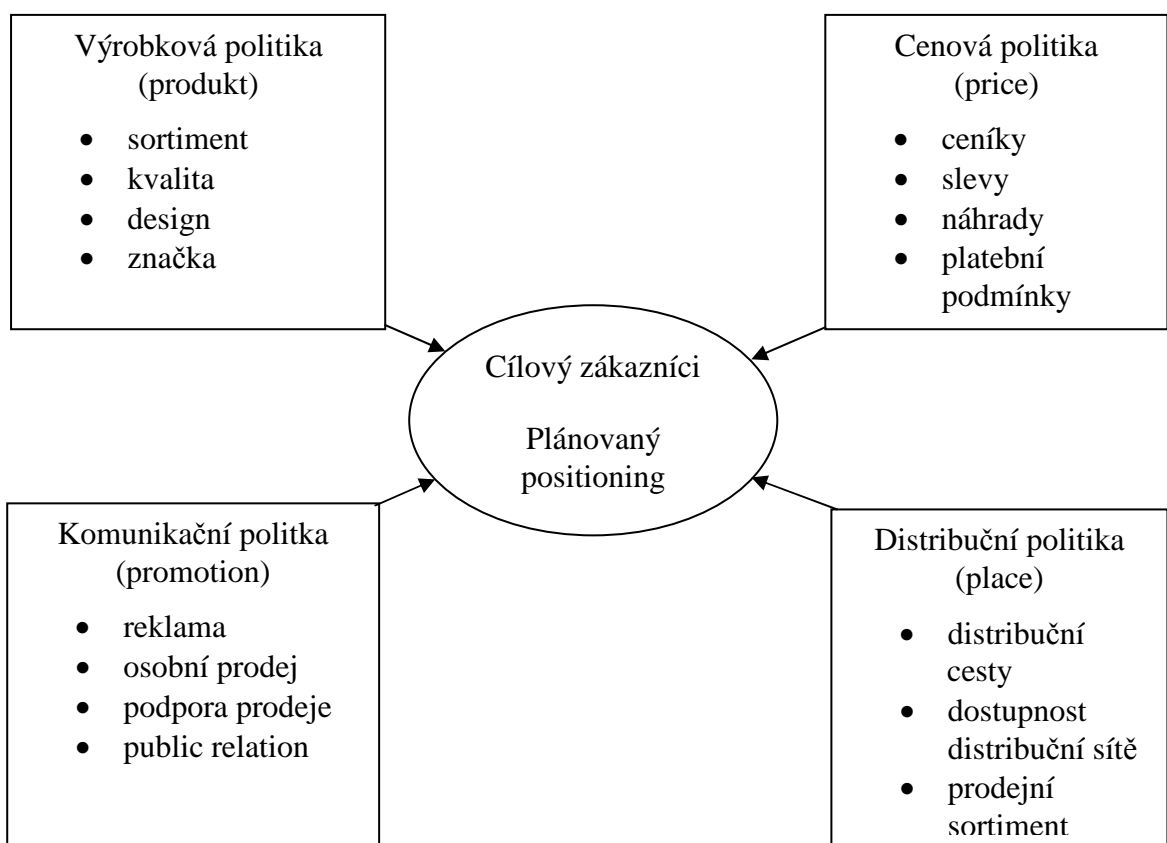 Výrobková politika
(produkt)
• sortiment
• kvalita
• design
• značka
Cenová politika
(price)
• ceníky
• slevy
• náhrady
• platební
podmínky
Cílový zákazníci
Plánovaný
positioning
Komunikační politka
(promotion)
• reklama
• osobní prodej
• podpora prodeje
• public relation
Distribuční politika
(place)
• distribuční
cesty
• dostupnost
distribuční sítě
• prodejní
sortiment